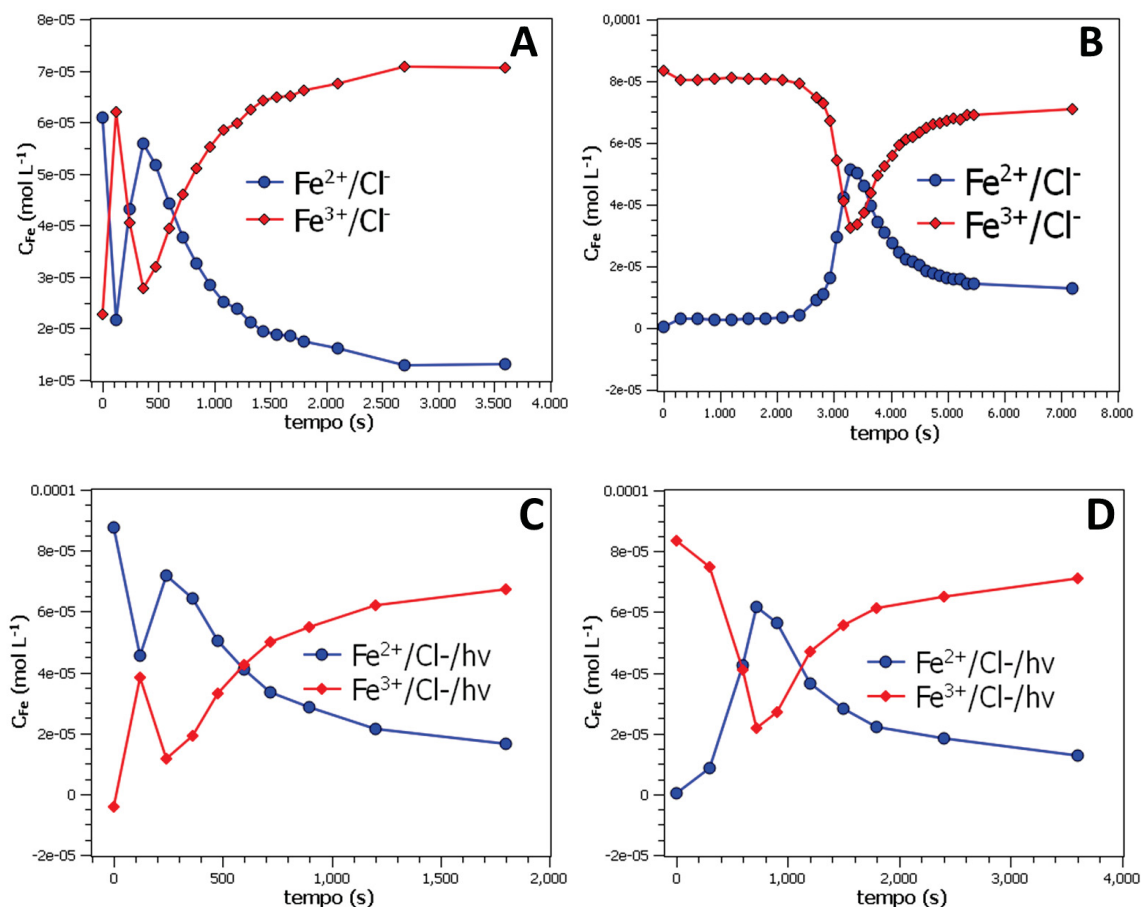 A
8e-05
7e-05
6e-05
5e-05
4e-05
3e-05
2e-05
1e-05
C_Fe (mol L⁻¹)
Fe²⁺/Cl⁻
Fe³⁺/Cl⁻
0 500 1.000 1.500 2.000 2.500 3.000 3.500 4.000
tempo (s)
B
0,0001
8e-05
6e-05
4e-05
2e-05
0
-2e-05
C_Fe (mol L⁻¹)
Fe²⁺/Cl⁻
Fe³⁺/Cl⁻
0 1.000 2.000 3.000 4.000 5.000 6.000 7.000 8.000
tempo (s)
C
0.0001
8e-05
6e-05
4e-05
2e-05
0
-2e-05
C_Fe (mol L⁻¹)
Fe²⁺/Cl-/hν
Fe³⁺/Cl-/hν
0 500 1,000 1,500 2,000
tempo (s)
D
0.0001
8e-05
6e-05
4e-05
2e-05
0
-2e-05
C_Fe (mol L⁻¹)
Fe²⁺/Cl-/hν
Fe³⁺/Cl-/hν
0 1,000 2,000 3,000 4,000
tempo (s)